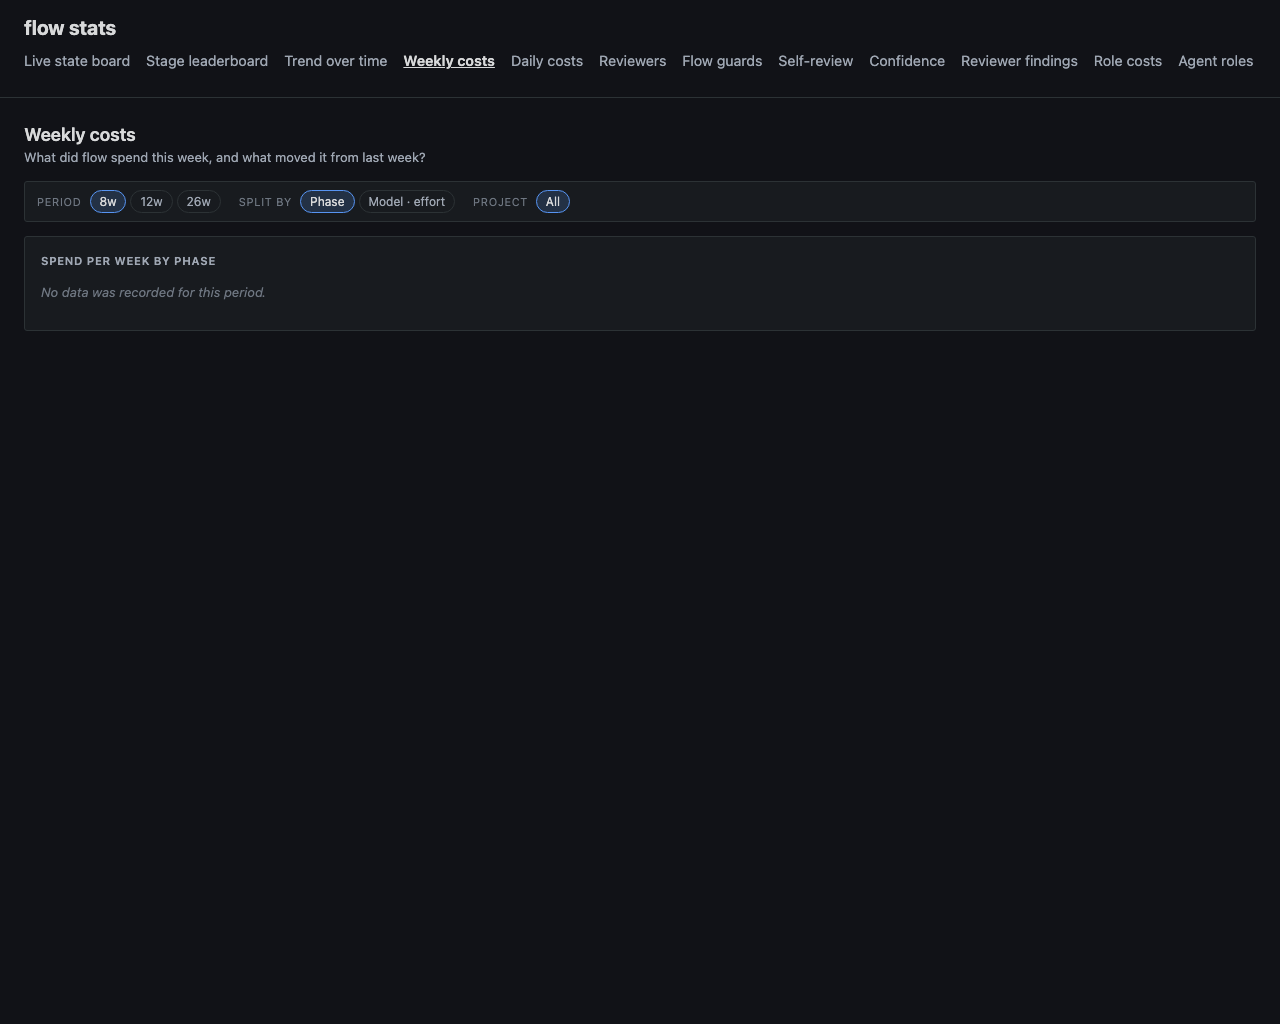 flow stats
Live state board Stage leaderboard Trend over time Weekly costs Daily costs Reviewers Flow guards Self-review Confidence Reviewer findings Role costs Agent roles
Weekly costs
What did flow spend this week, and what moved it from last week?
PERIOD 8w 12w 26w SPLIT BY Phase Model · effort PROJECT All
SPEND PER WEEK BY PHASE
No data was recorded for this period.